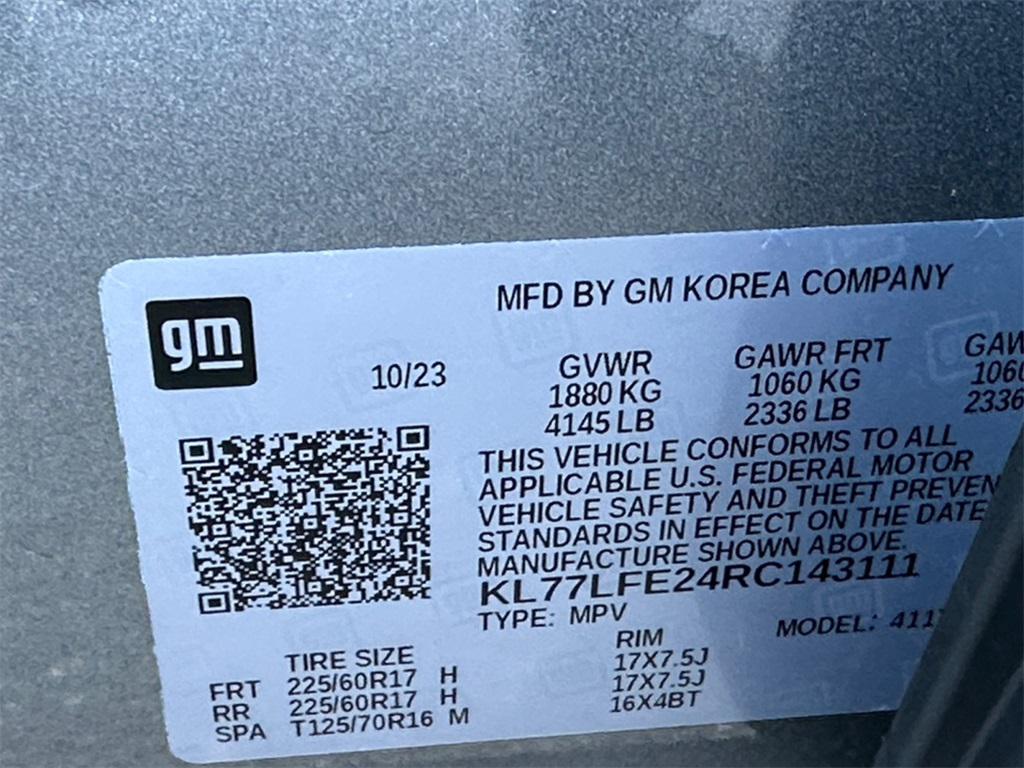 gm
MFD BY GM KOREA COMPANY
10/23
GVWR GAWR FRT
1880 KG 1060 KG
4145 LB 2336 LB 2336
THIS VEHICLE CONFORMS TO ALL
APPLICABLE U.S. FEDERAL MOTOR
VEHICLE SAFETY AND THEFT
STANDARDS IN EFFECT ON THE DATE
MANUFACTURE SHOWN ABOVE.
KL77LFE24RC143111
TYPE: MPV MODEL:
TIRE SIZE RIM
FRT 225/60R17 H 17X7.5J
RR 225/60R17 H 17X7.5J
SPA T125/70R16 M 16X4BT